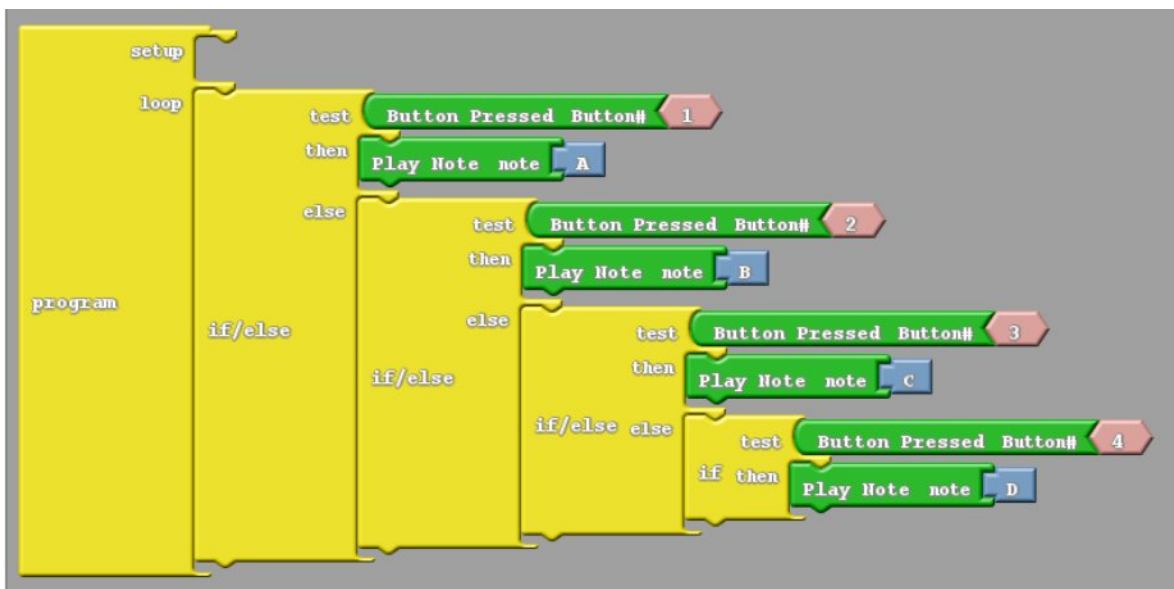 setup
loop
test Button Pressed Button# 1
then Play Note note A
else
test Button Pressed Button# 2
then Play Note note B
program
if/else
else
test Button Pressed Button# 3
then Play Note note C
if/else
if/else else
test Button Pressed Button# 4
if then Play Note note D